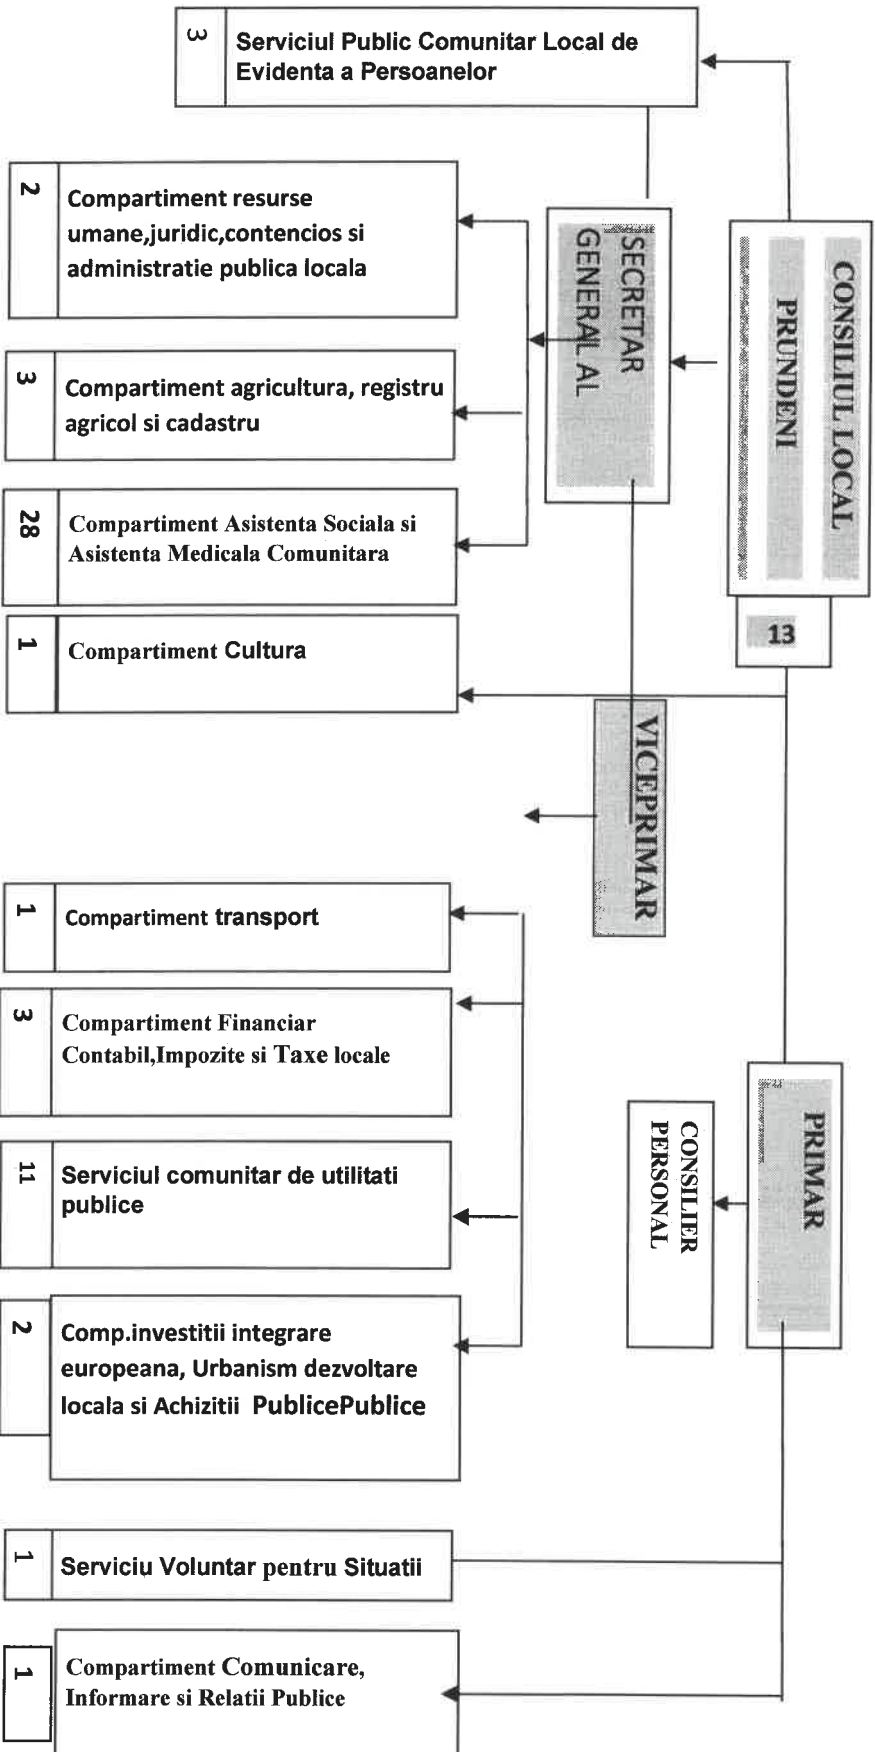 3
Serviciul Public Comunitar Local de
Evidenta a Persoanelor
CONSILIUL LOCAL
PRUNDENI
13
SECRETAR
GENERAL AL
VICEPRIMAR
PRIMAR
CONSILIER
PERSONAL
2
Compartiment resurse
umane,juridic,contencios si
administratie publica locala
3
Compartiment agricultura, registru
agricol si cadastru
28
Compartiment Asistenta Sociala si
Asistenta Medicala Comunitara
1
Compartiment Cultura
1
Compartiment transport
3
Compartiment Financiar
Contabil,Impozite si Taxe locale
11
Serviciul comunitar de utilitati
publice
2
Comp.investitii integrare
europeana, Urbanism dezvoltare
locala si Achizitii PublicePublice
1
Serviciu Voluntar pentru Situatii
1
Compartiment Comunicare,
Informare si Relatii Publice